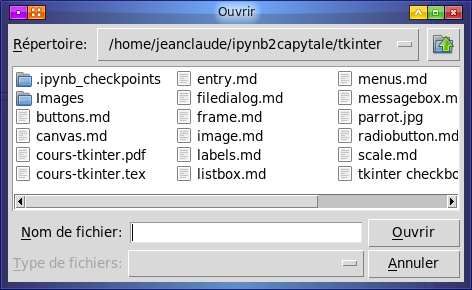 Ouvrir
Répertoire: /home/jeanclaude/ipynb2capytale/tkinter
.ipynb_checkpoints entry.md menus.md
Images filedialog.md messagebox.m
buttons.md frame.md parrot.jpg
canvas.md image.md radiobutton.md
cours-tkinter.pdf labels.md scale.md
cours-tkinter.tex listbox.md tkinter checkbo
Nom de fichier: Ouvrir
Type de fichiers: Annuler